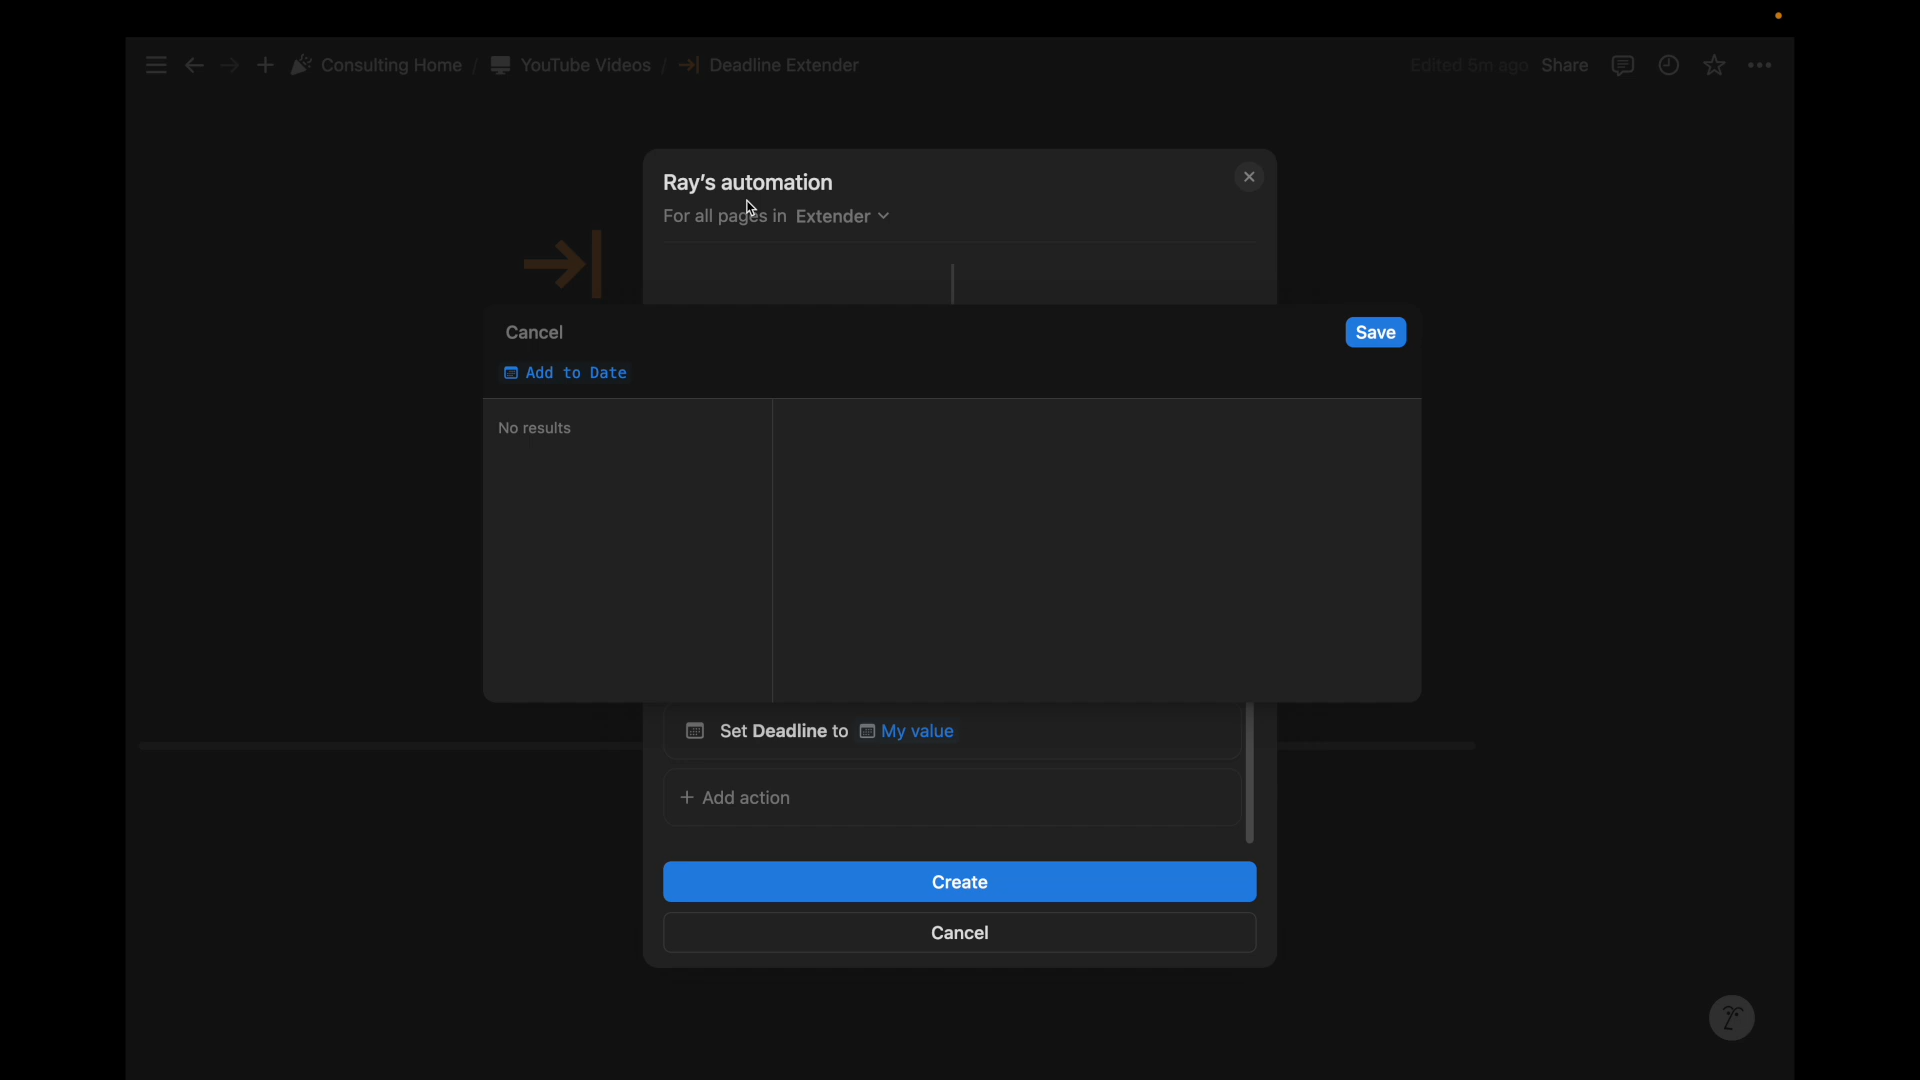 Consulting Home / YouTube Videos / Deadline Extender Edited 5m ago Share
Ray's automation
For all pages in Extender
Cancel Save
Add to Date
No results
Set Deadline to My value
+ Add action
Create
Cancel